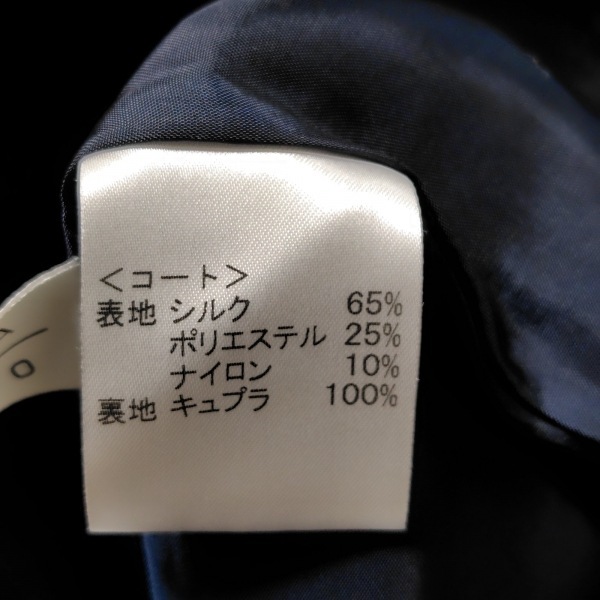 ＜コート＞
表地 シルク 65%
ポリエステル 25%
ナイロン 10%
裏地 キュプラ 100%
%